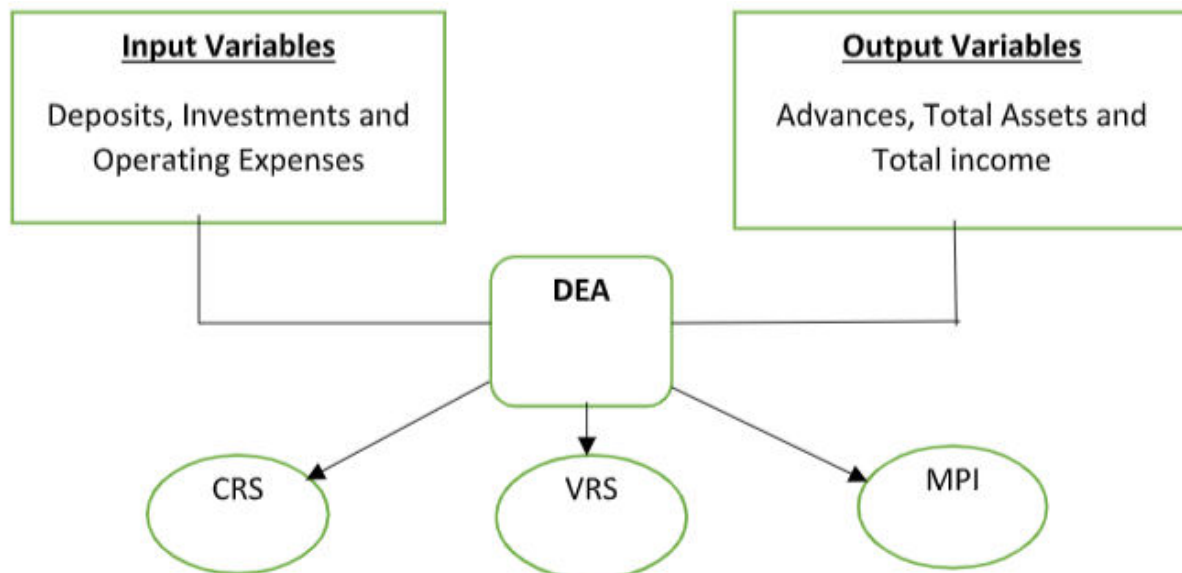 Input Variables
Deposits, Investments and
Operating Expenses
Output Variables
Advances, Total Assets and
Total income
DEA
CRS
VRS
MPI